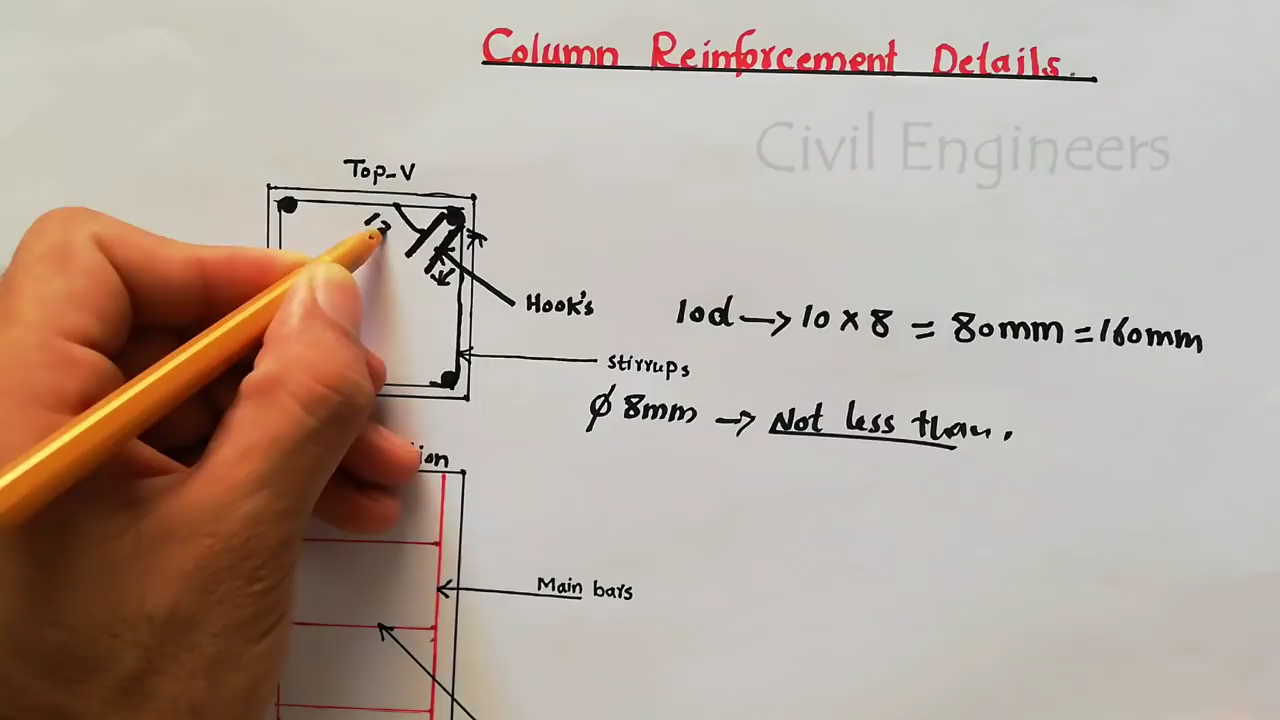 Column Reinforcement Details.
Civil Engineers
Top-V
Hook's
10d → 10 × 8 = 80mm = 160mm
stirrups
ϕ 8mm → Not less than.
Main bars